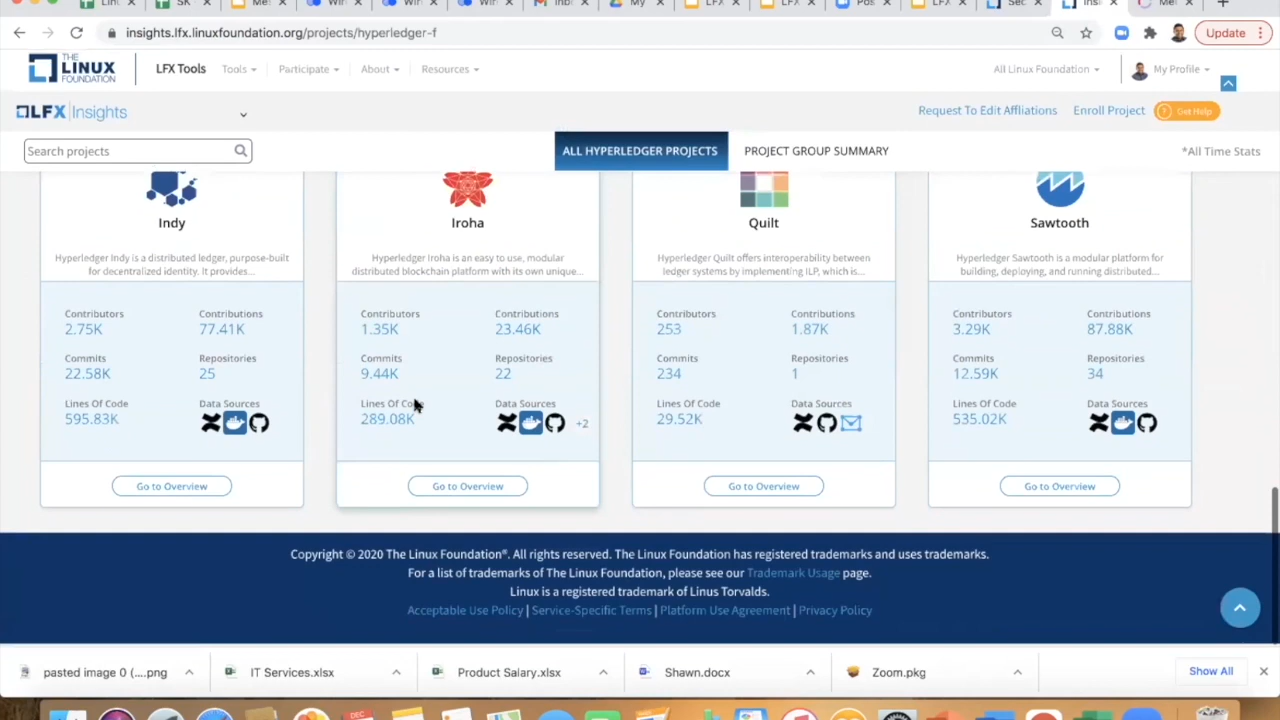 Update
insights.lfx.linuxfoundation.org/projects/hyperledger-f
THE
LINUX
FOUNDATION
LFX Tools
Tools
Participate
About
Resources
All Linux Foundation
My Profile
LFX Insights
Request To Edit Affliations
Enroll Project
Get Help
Search projects
ALL HYPERLEDGER PROJECTS
PROJECT GROUP SUMMARY
*All Time Stats
Indy
Hyperledger Indy is a distributed ledger, purpose-built
for decentralized identity. It provides...
Contributors
2.75K
Contributions
77.41K
Commits
22.58K
Repositories
25
Lines Of Code
595.83K
Data Sources
Go to Overview
Iroha
Hyperledger Iroha is an easy to use, modular
distributed blockchain platform with its own unique...
Contributors
1.35K
Contributions
23.46K
Commits
9.44K
Repositories
22
Lines Of Code
289.08K
Data Sources
+2
Go to Overview
Quilt
Hyperledger Quilt offers interoperability between
ledger systems by implementing ILP, which is...
Contributors
253
Contributions
1.87K
Commits
234
Repositories
1
Lines Of Code
29.52K
Data Sources
Go to Overview
Sawtooth
Hyperledger Sawtooth is a modular platform for
building, deploying, and running distributed...
Contributors
3.29K
Contributions
87.88K
Commits
12.59K
Repositories
34
Lines Of Code
535.02K
Data Sources
Go to Overview
Copyright © 2020 The Linux Foundation®. All rights reserved. The Linux Foundation has registered trademarks and uses trademarks.
For a list of trademarks of The Linux Foundation, please see our Trademark Usage page.
Linux is a registered trademark of Linus Torvalds.
Acceptable Use Policy | Service-Specific Terms | Platform Use Agreement | Privacy Policy
pasted image 0 (....png
IT Services.xlsx
Product Salary.xlsx
Shawn.docx
Zoom.pkg
Show All